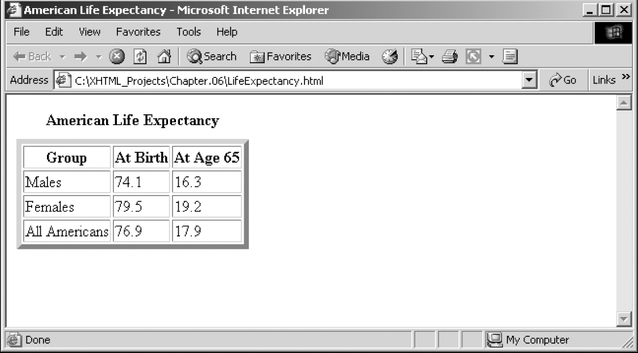 American Life Expectancy - Microsoft Internet Explorer
File Edit View Favorites Tools Help
Back Search Favorites Media
Address C:\XHTML_Projects\Chapter.06\LifeExpectancy.html Go Links »
American Life Expectancy
Group At Birth At Age 65
Males 74.1 16.3
Females 79.5 19.2
All Americans 76.9 17.9
Done My Computer